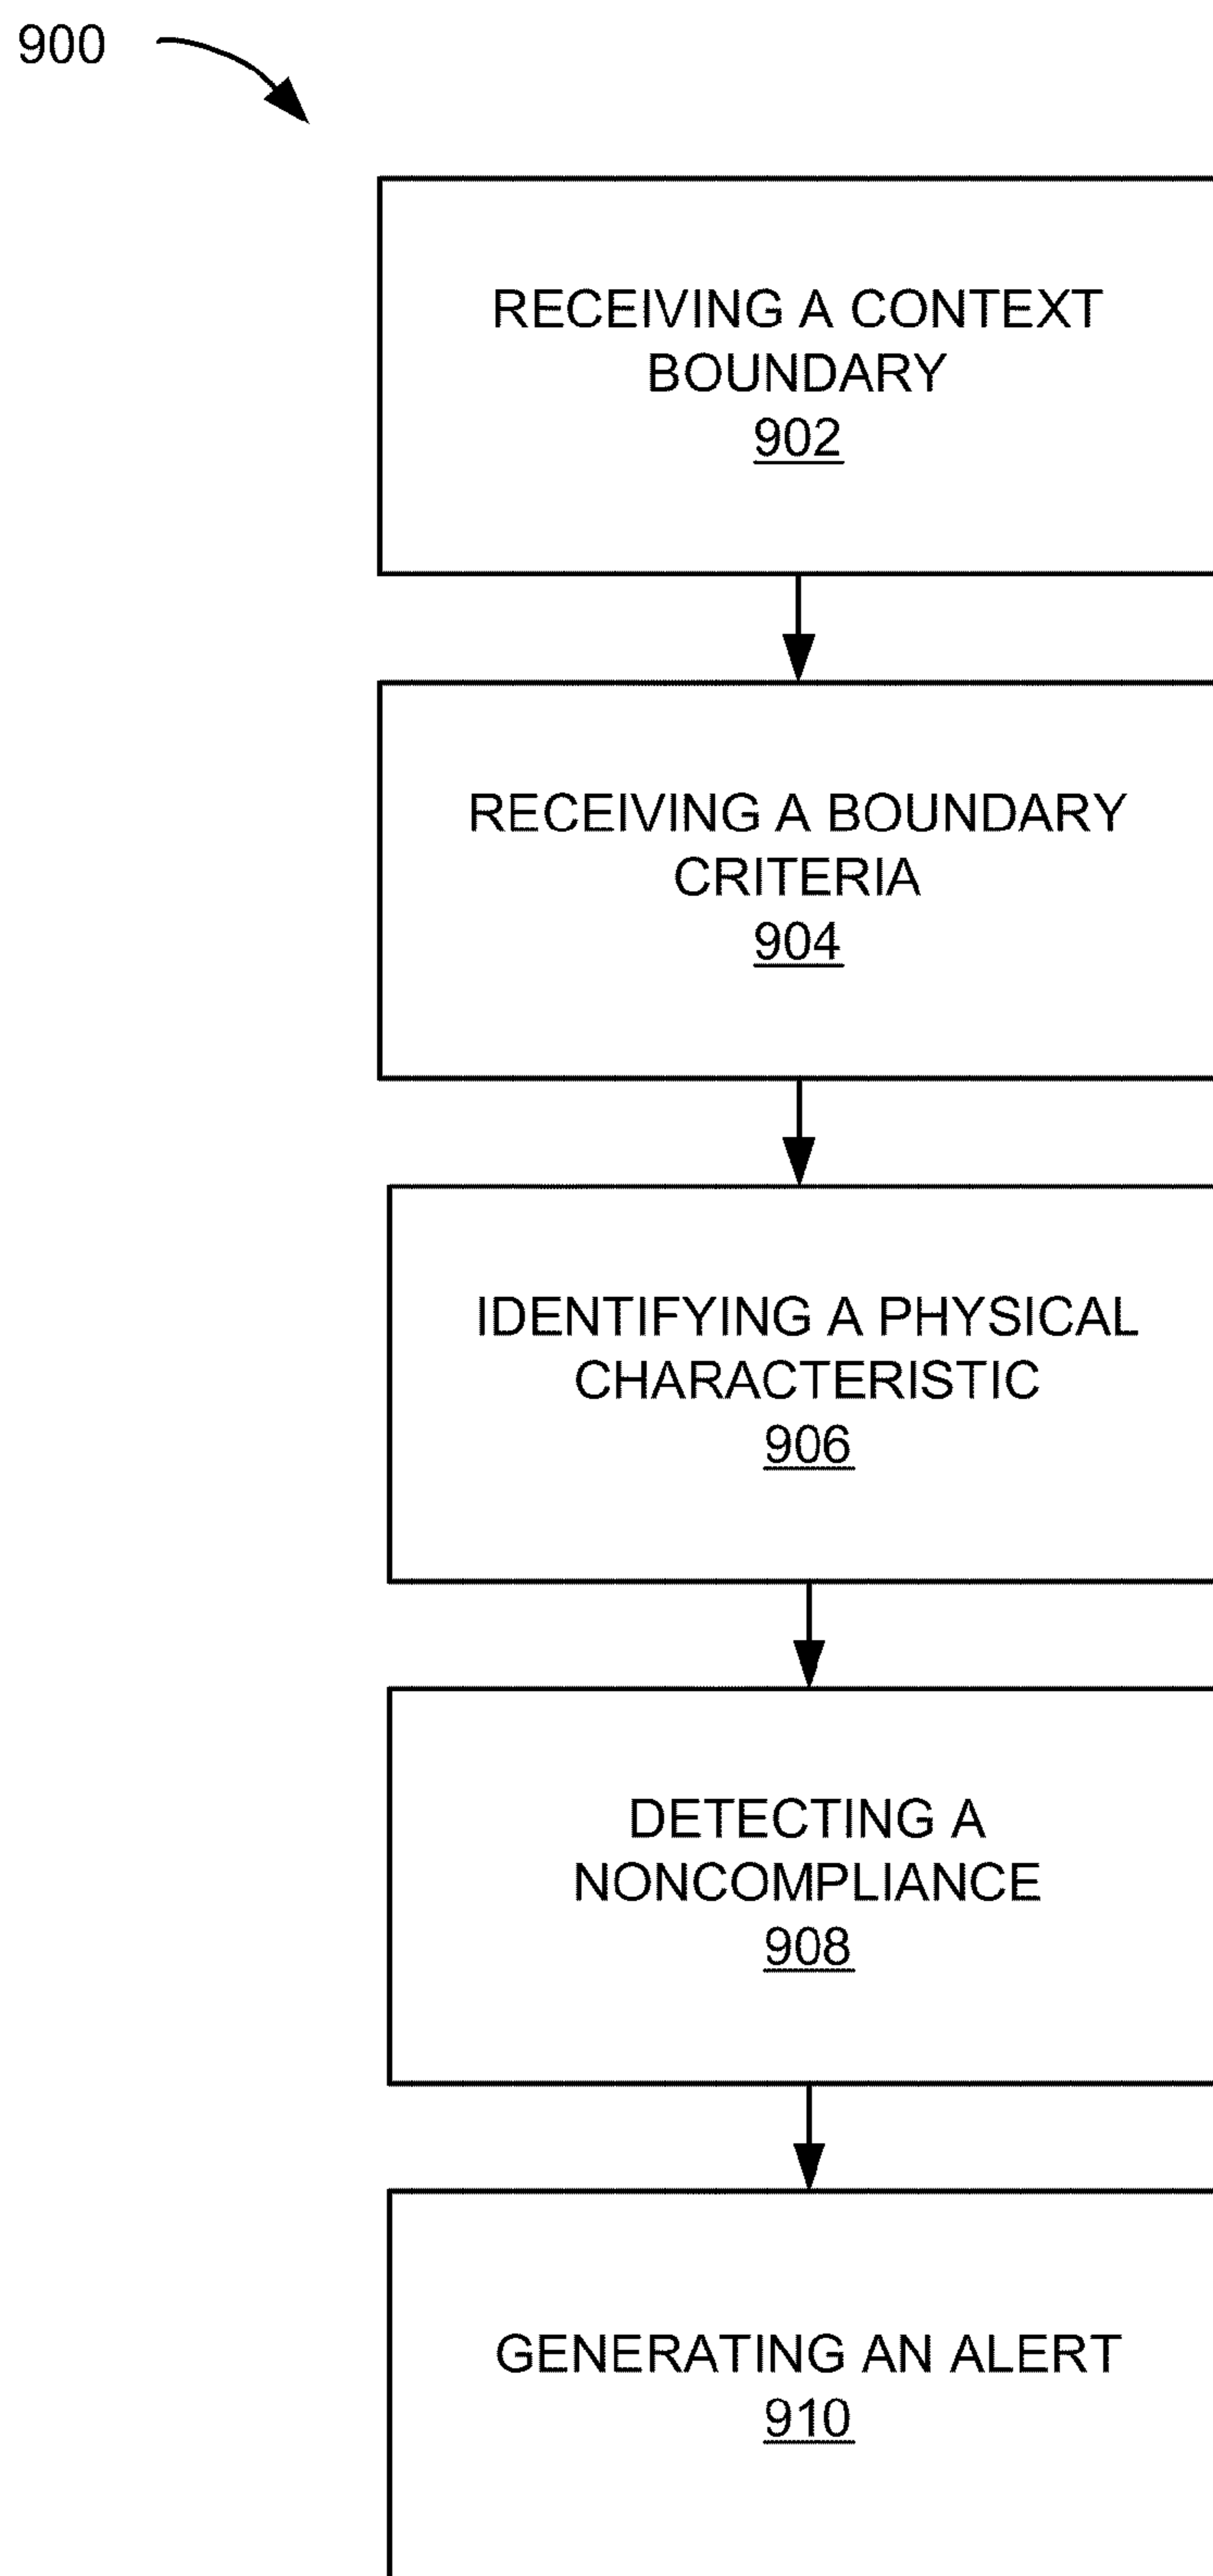 900
RECEIVING A CONTEXT
BOUNDARY
902
RECEIVING A BOUNDARY
CRITERIA
904
IDENTIFYING A PHYSICAL
CHARACTERISTIC
906
DETECTING A
NONCOMPLIANCE
908
GENERATING AN ALERT
910